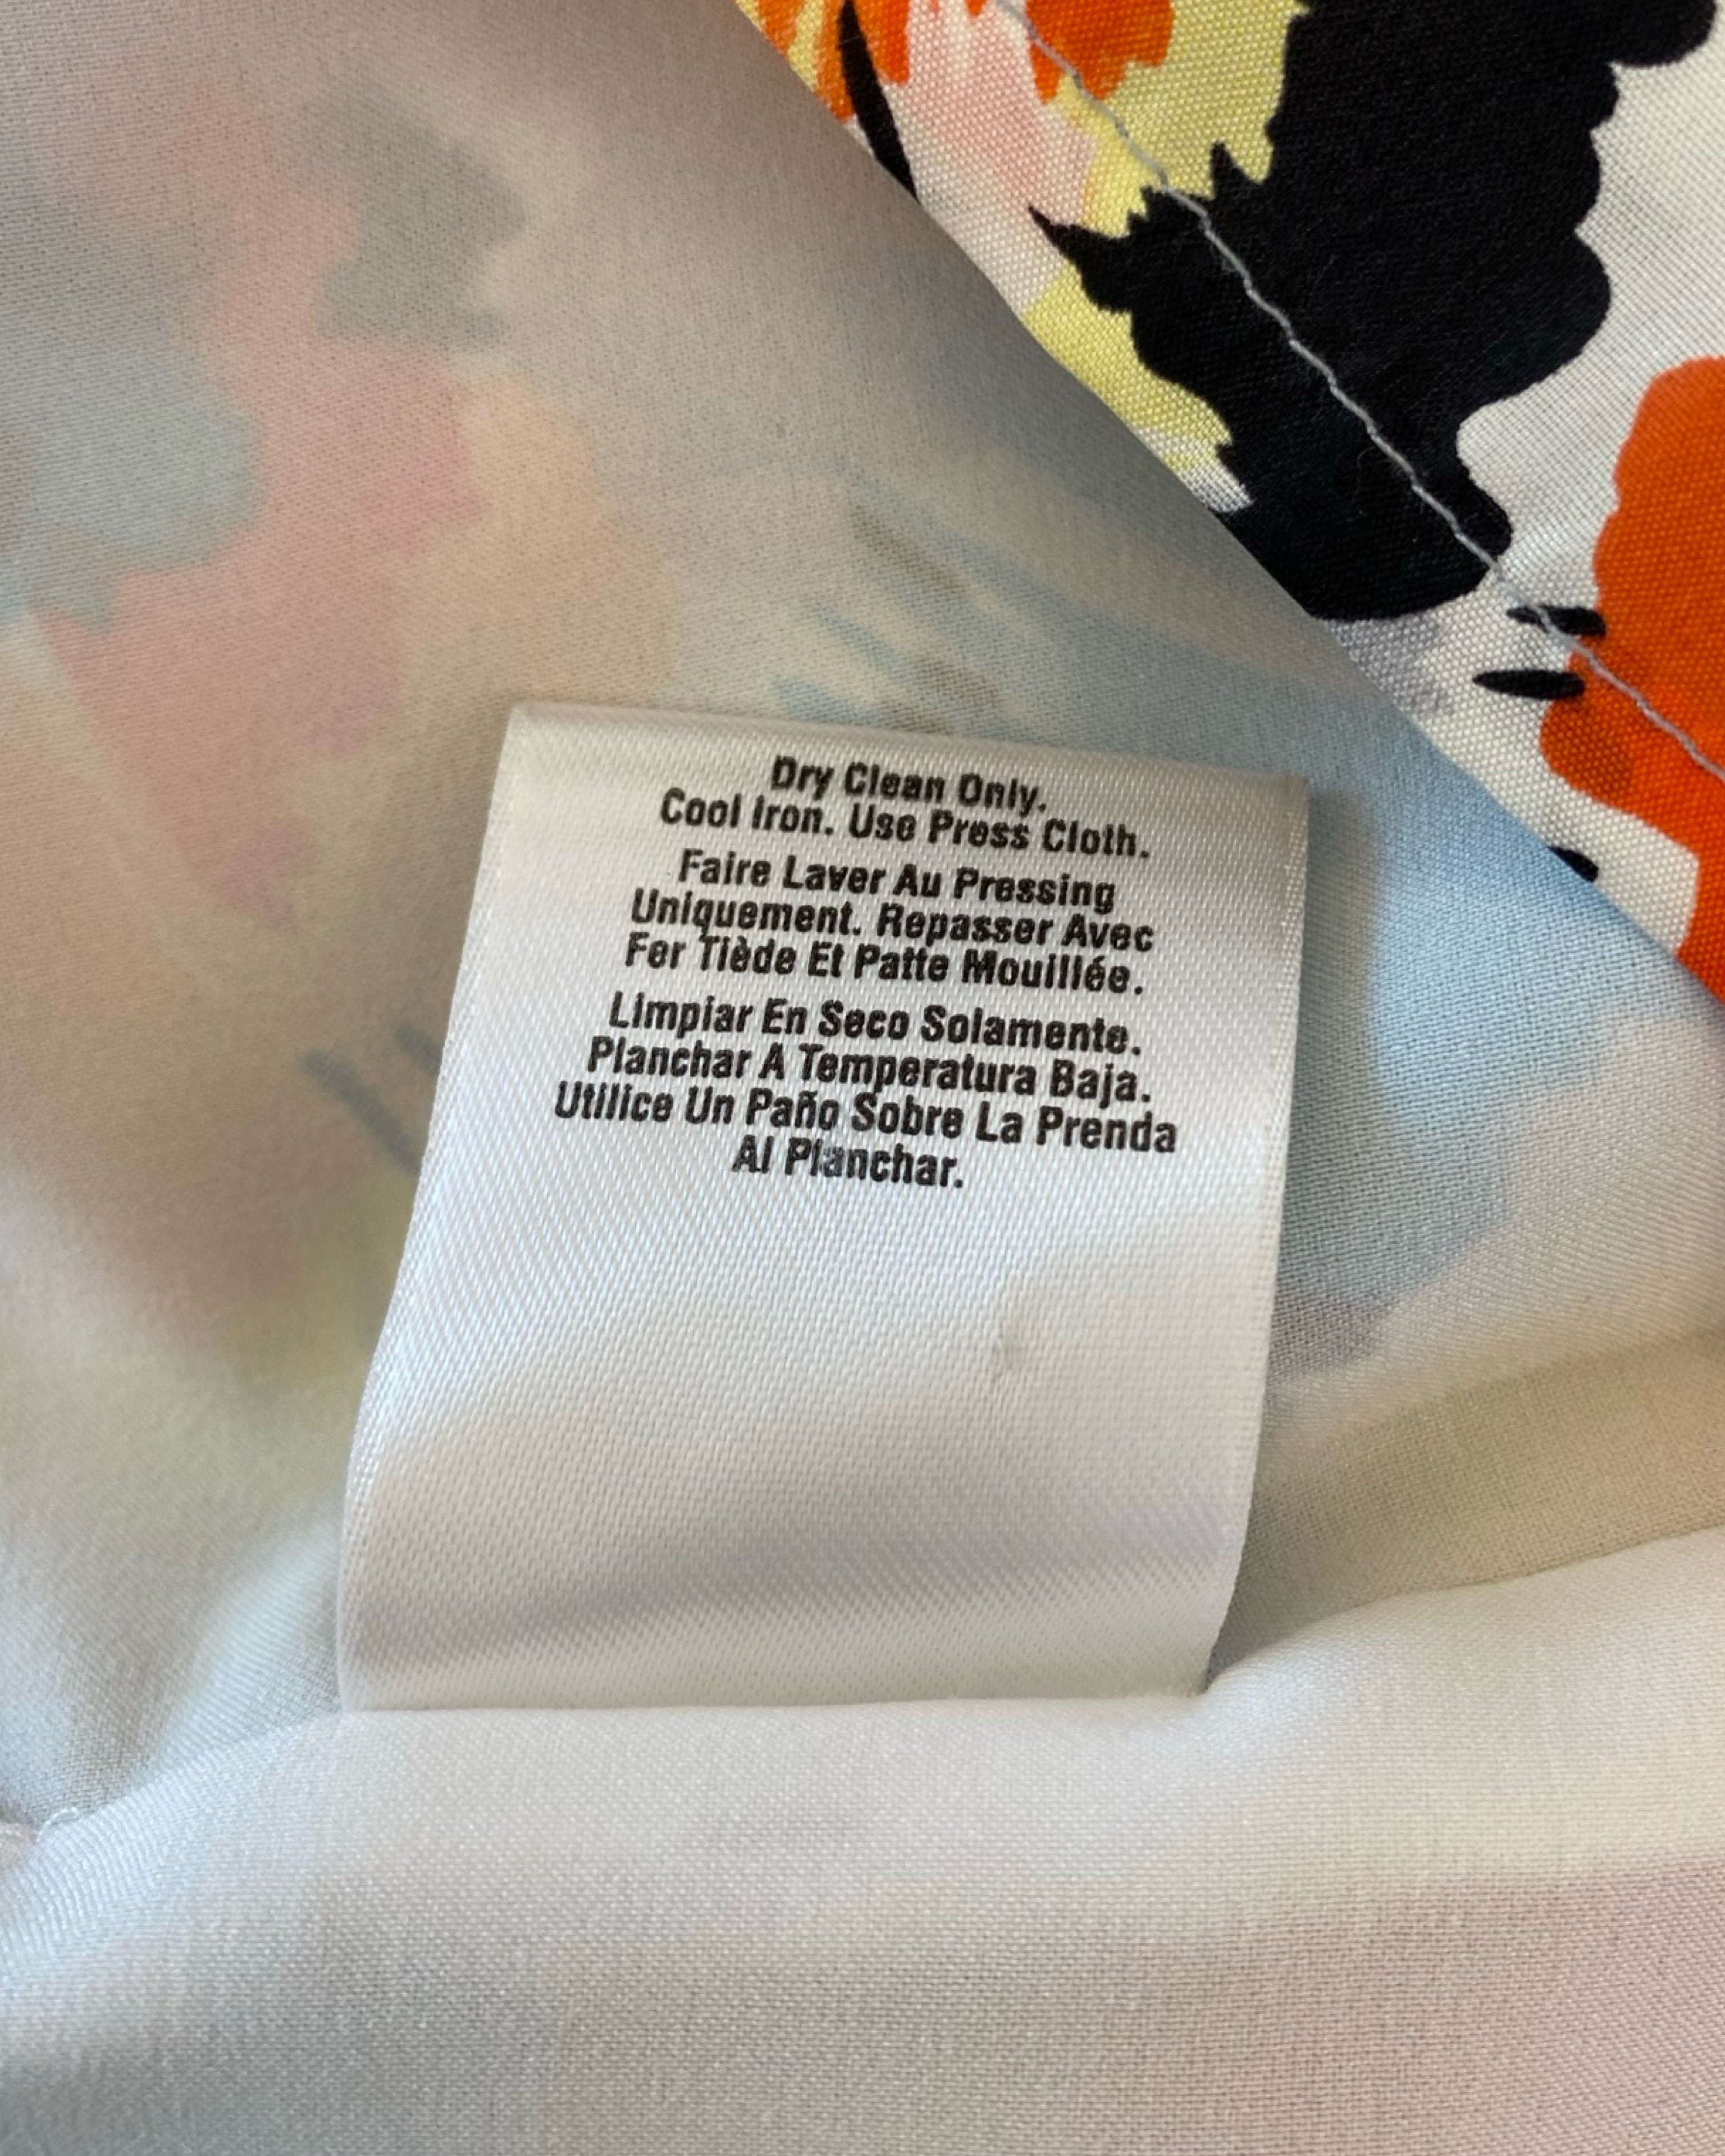 Dry Clean Only.
Cool Iron. Use Press Cloth.
Faire Laver Au Pressing
Uniquement. Repasser Avec
Fer Tiède Et Patte Mouillée.
Limpiar En Seco Solamente.
Planchar A Temperatura Baja.
Utilice Un Paño Sobre La Prenda
Al Planchar.